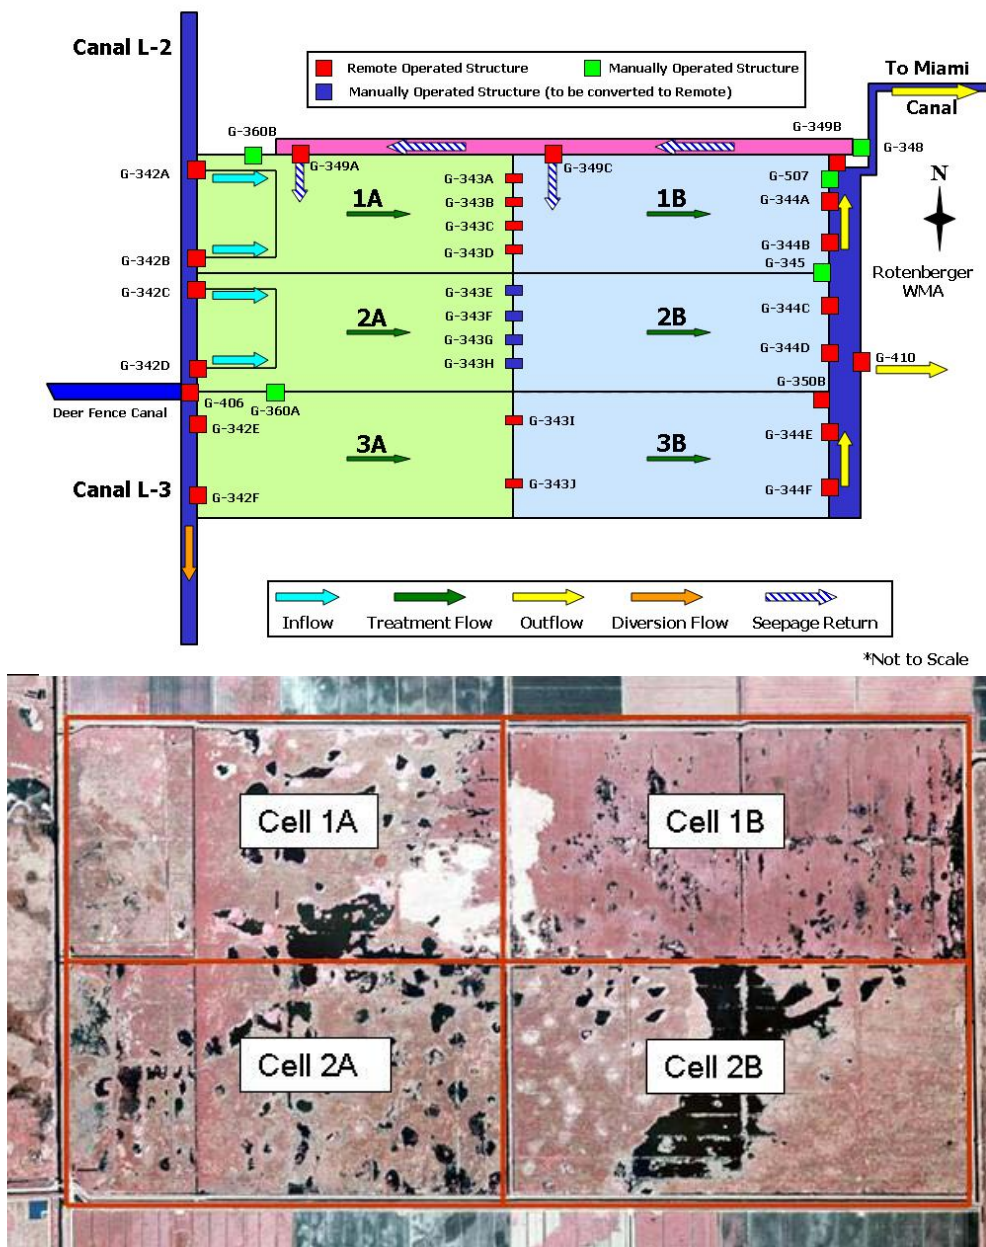 Canal L-2
Remote Operated Structure
Manually Operated Structure
Manually Operated Structure (to be converted to Remote)
To Miami
Canal
G-360B
G-349B
G-348
G-342A
G-349A
G-349C
G-343A
G-507
N
1A
G-343B
1B
G-344A
G-343C
G-343D
G-344B
G-342B
G-345
G-342C
G-343E
Rotenberger
WMA
2A
G-343F
2B
G-344C
G-343G
G-344D
G-342D
G-343H
G-410
G-350B
Deer Fence Canal
G-406
G-360A
G-342E
G-343I
G-344E
3A
3B
Canal L-3
G-342F
G-343J
G-344F
Inflow
Treatment Flow
Outflow
Diversion Flow
Seepage Return
*Not to Scale
Cell 1A
Cell 1B
Cell 2A
Cell 2B